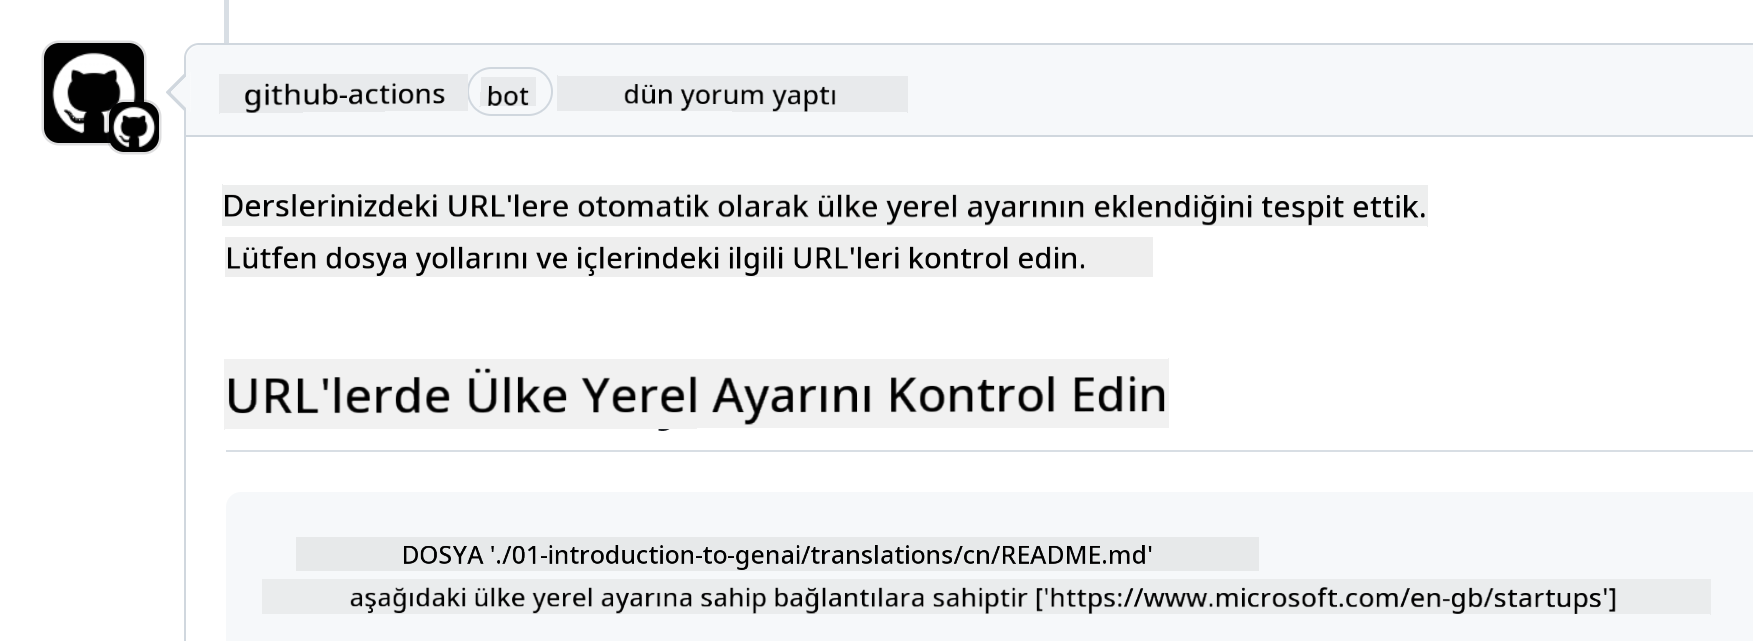 github-actions bot dün yorum yaptı
Derslerinizdeki URL'lere otomatik olarak ülke yerel ayarının eklendiğini tespit ettik.
Lütfen dosya yollarını ve içlerindeki ilgili URL'leri kontrol edin.
URL'lerde Ülke Yerel Ayarını Kontrol Edin
DOSYA './01-introduction-to-genai/translations/cn/README.md'
aşağıdaki ülke yerel ayarına sahip bağlantılara sahiptir ['https://www.microsoft.com/en-gb/startups']